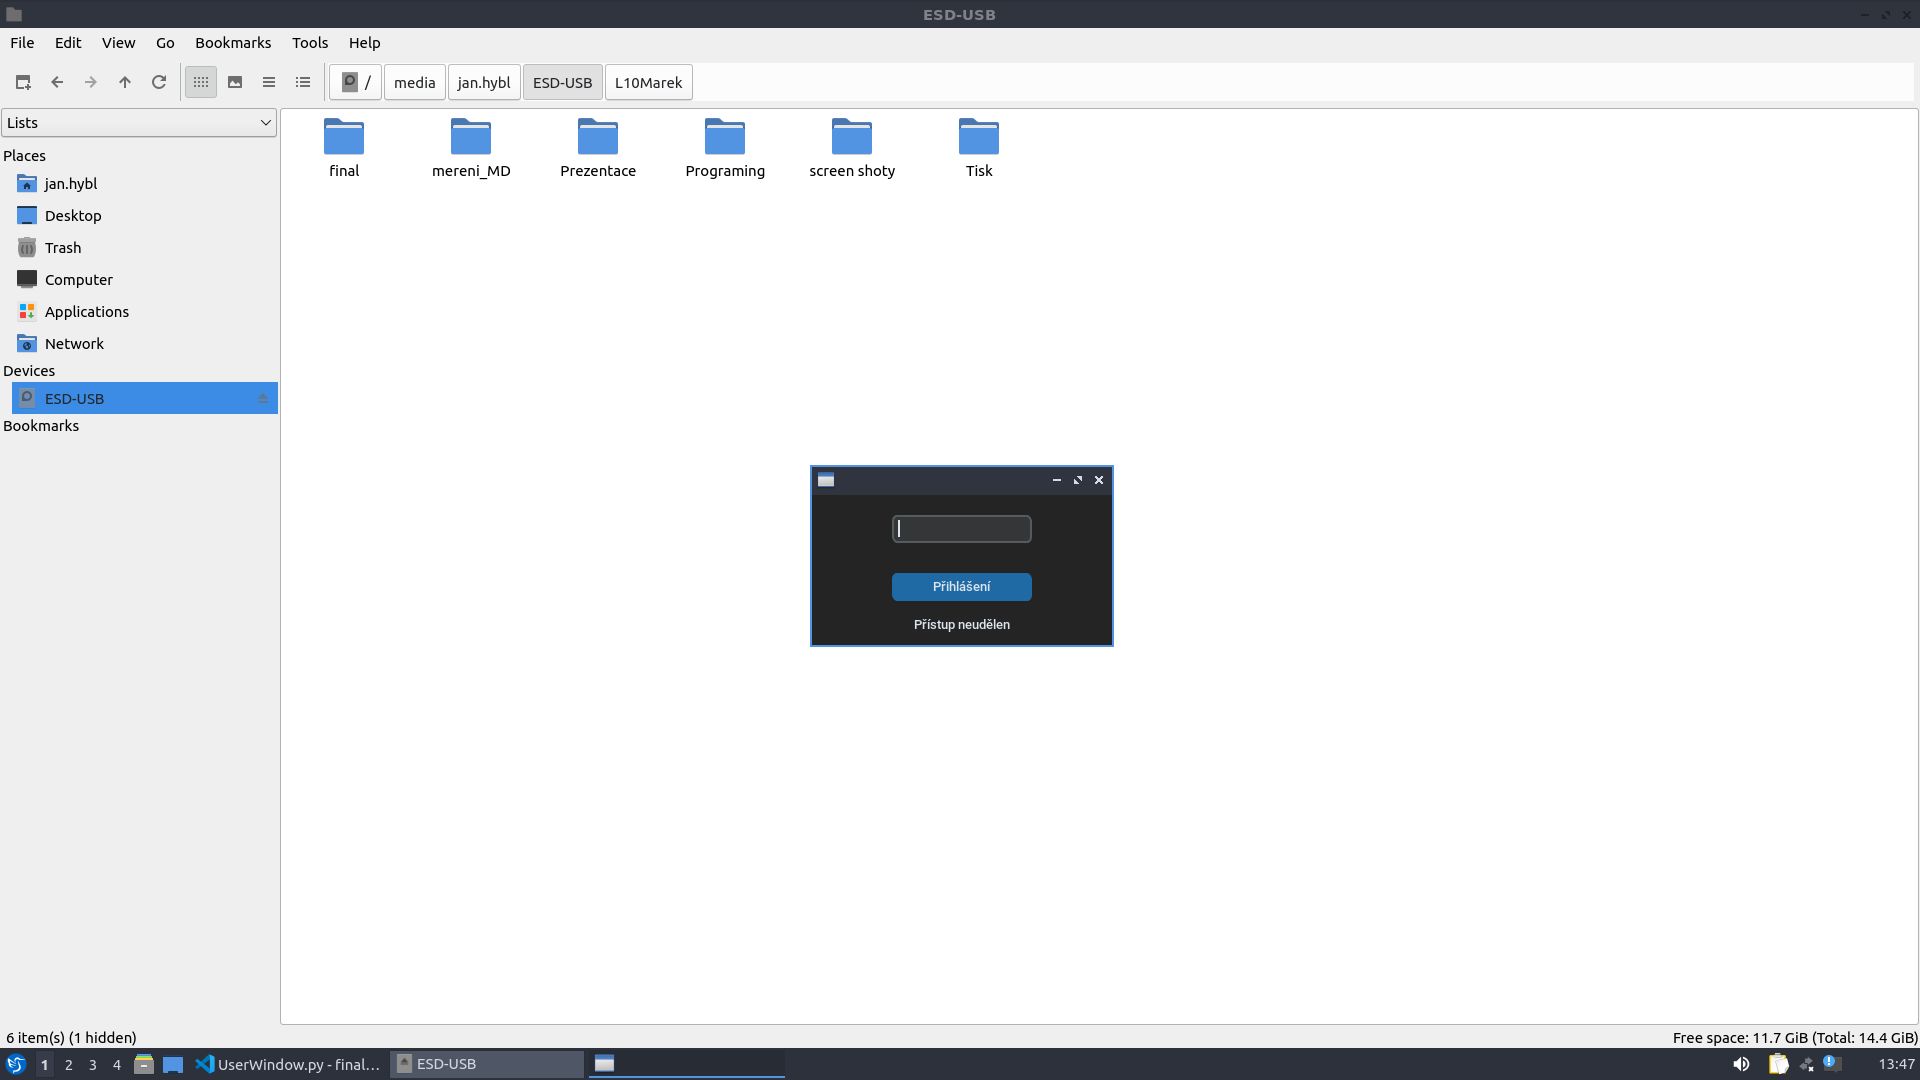 ESD-USB
File Edit View Go Bookmarks Tools Help
/ media jan.hybl ESD-USB L10Marek
Lists
Places
jan.hybl
Desktop
Trash
Computer
Applications
Network
Devices
ESD-USB
Bookmarks
final mereni_MD Prezentace Programing screen shoty Tisk
Přihlášení
Přístup neudělen
6 item(s) (1 hidden)
Free space: 11.7 GiB (Total: 14.4 GiB)
1 2 3 4 UserWindow.py - final... ESD-USB 13:47